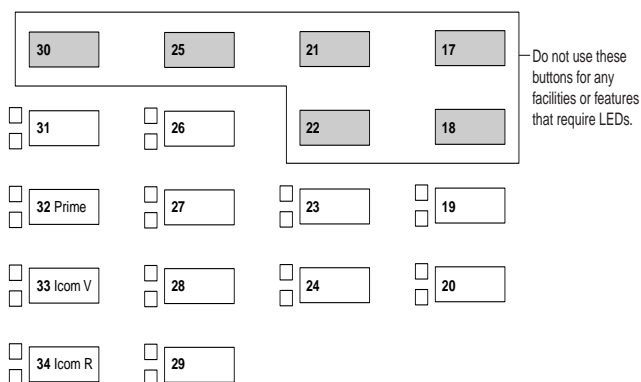 30 25 21 17
Do not use these
buttons for any
facilities or features
that require LEDs.
31 26 22 18
32 Prime 27 23 19
33 Icom V 28 24 20
34 Icom R 29